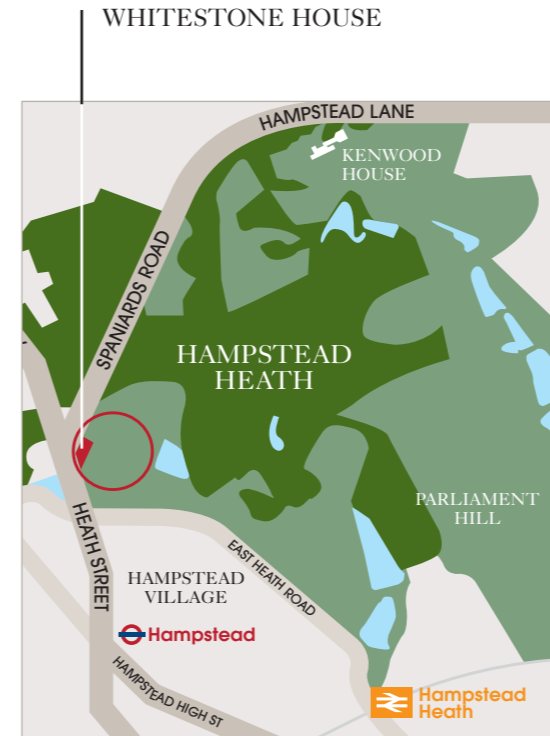 WHITESTONE HOUSE
HAMPSTEAD LANE
KENWOOD
HOUSE
SPANIARDS ROAD
HAMPSTEAD
HEATH
PARLIAMENT
HILL
HEATH STREET
EAST HEATH ROAD
HAMPSTEAD
VILLAGE
Hampstead
HAMPSTEAD HIGH ST
Hampstead
Heath